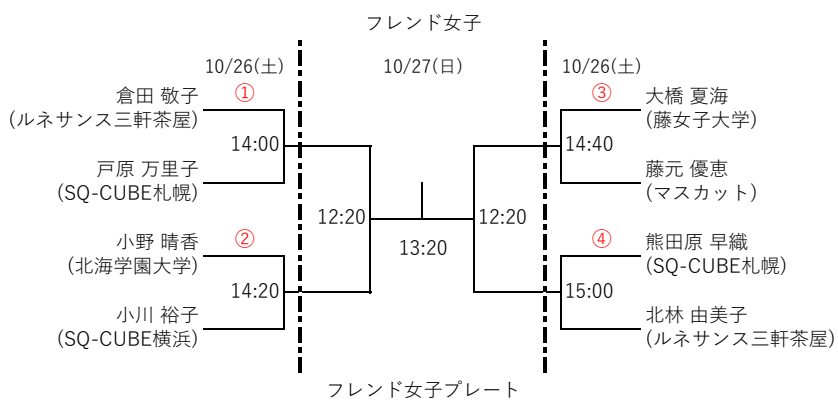 フレンド女子
10/26(土)
10/27(日)
10/26(土)
倉田 敬子
(ルネサンス三軒茶屋)
①
14:00
戸原 万里子
(SQ-CUBE札幌)
12:20
小野 晴香
(北海学園大学)
②
14:20
小川 裕子
(SQ-CUBE横浜)
13:20
③
大橋 夏海
(藤女子大学)
14:40
藤元 優恵
(マスカット)
12:20
④
熊田原 早織
(SQ-CUBE札幌)
15:00
北林 由美子
(ルネサンス三軒茶屋)
フレンド女子プレート